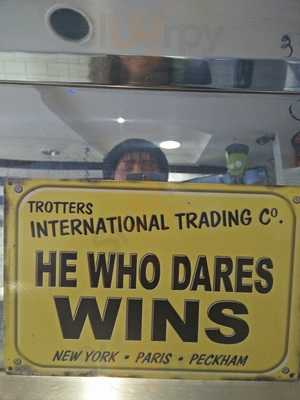 TROTTERS
INTERNATIONAL TRADING Cº.
HE WHO DARES
WINS
NEW YORK • PARIS • PECKHAM